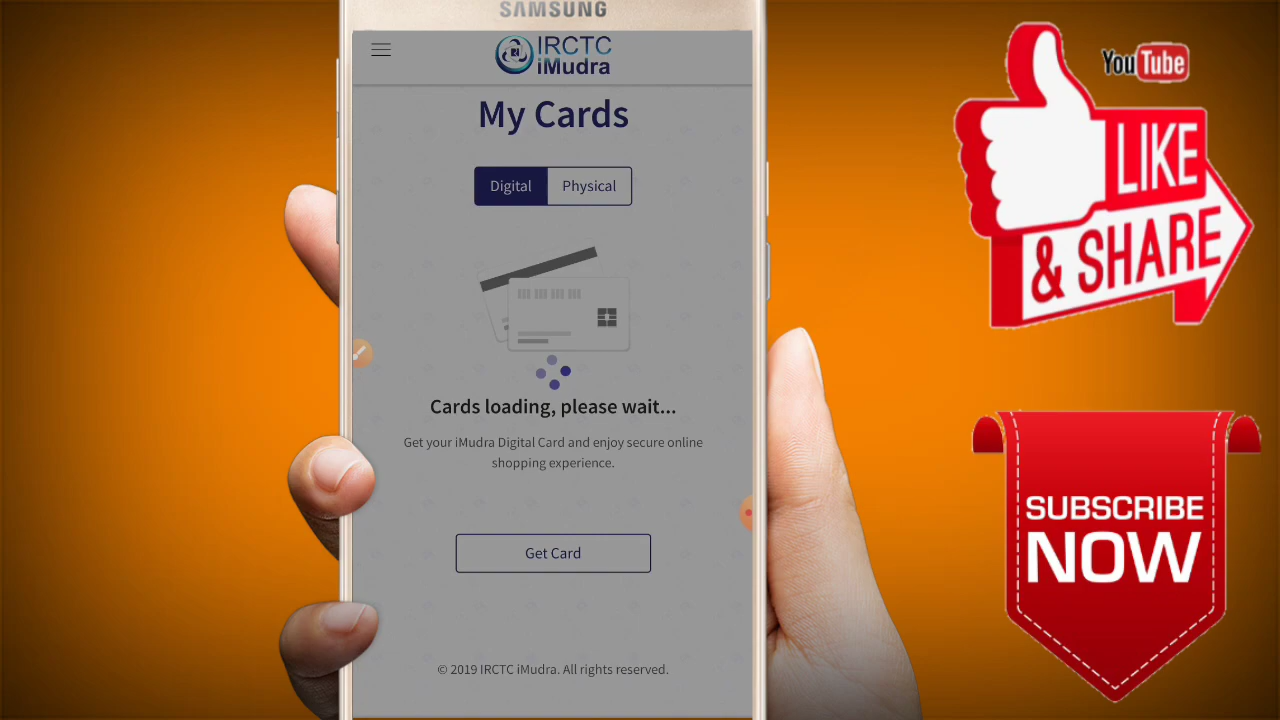 SAMSUNG
IRCTC
iMudra
My Cards
Digital
Physical
Cards loading, please wait...
Get your iMudra Digital Card and enjoy secure online
shopping experience.
Get Card
© 2019 IRCTC iMudra. All rights reserved.
YouTube
LIKE
& SHARE
SUBSCRIBE
NOW